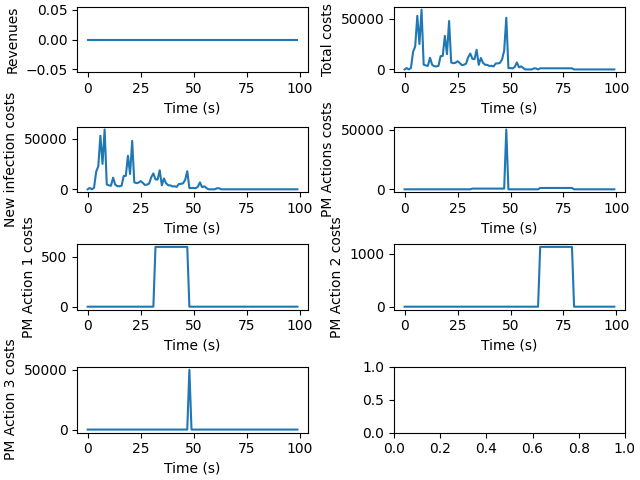 Revenues
0.05
0.00
−0.05
0 25 50 75 100
Time (s)
Total costs
50000
0
0 25 50 75 100
Time (s)
New infection costs
50000
0
0 25 50 75 100
Time (s)
PM Actions costs
50000
0
0 25 50 75 100
Time (s)
PM Action 1 costs
500
0
0 25 50 75 100
Time (s)
PM Action 2 costs
1000
0
0 25 50 75 100
Time (s)
PM Action 3 costs
50000
0
0 25 50 75 100
Time (s)
1.0
0.5
0.0
0.0 0.2 0.4 0.6 0.8 1.0